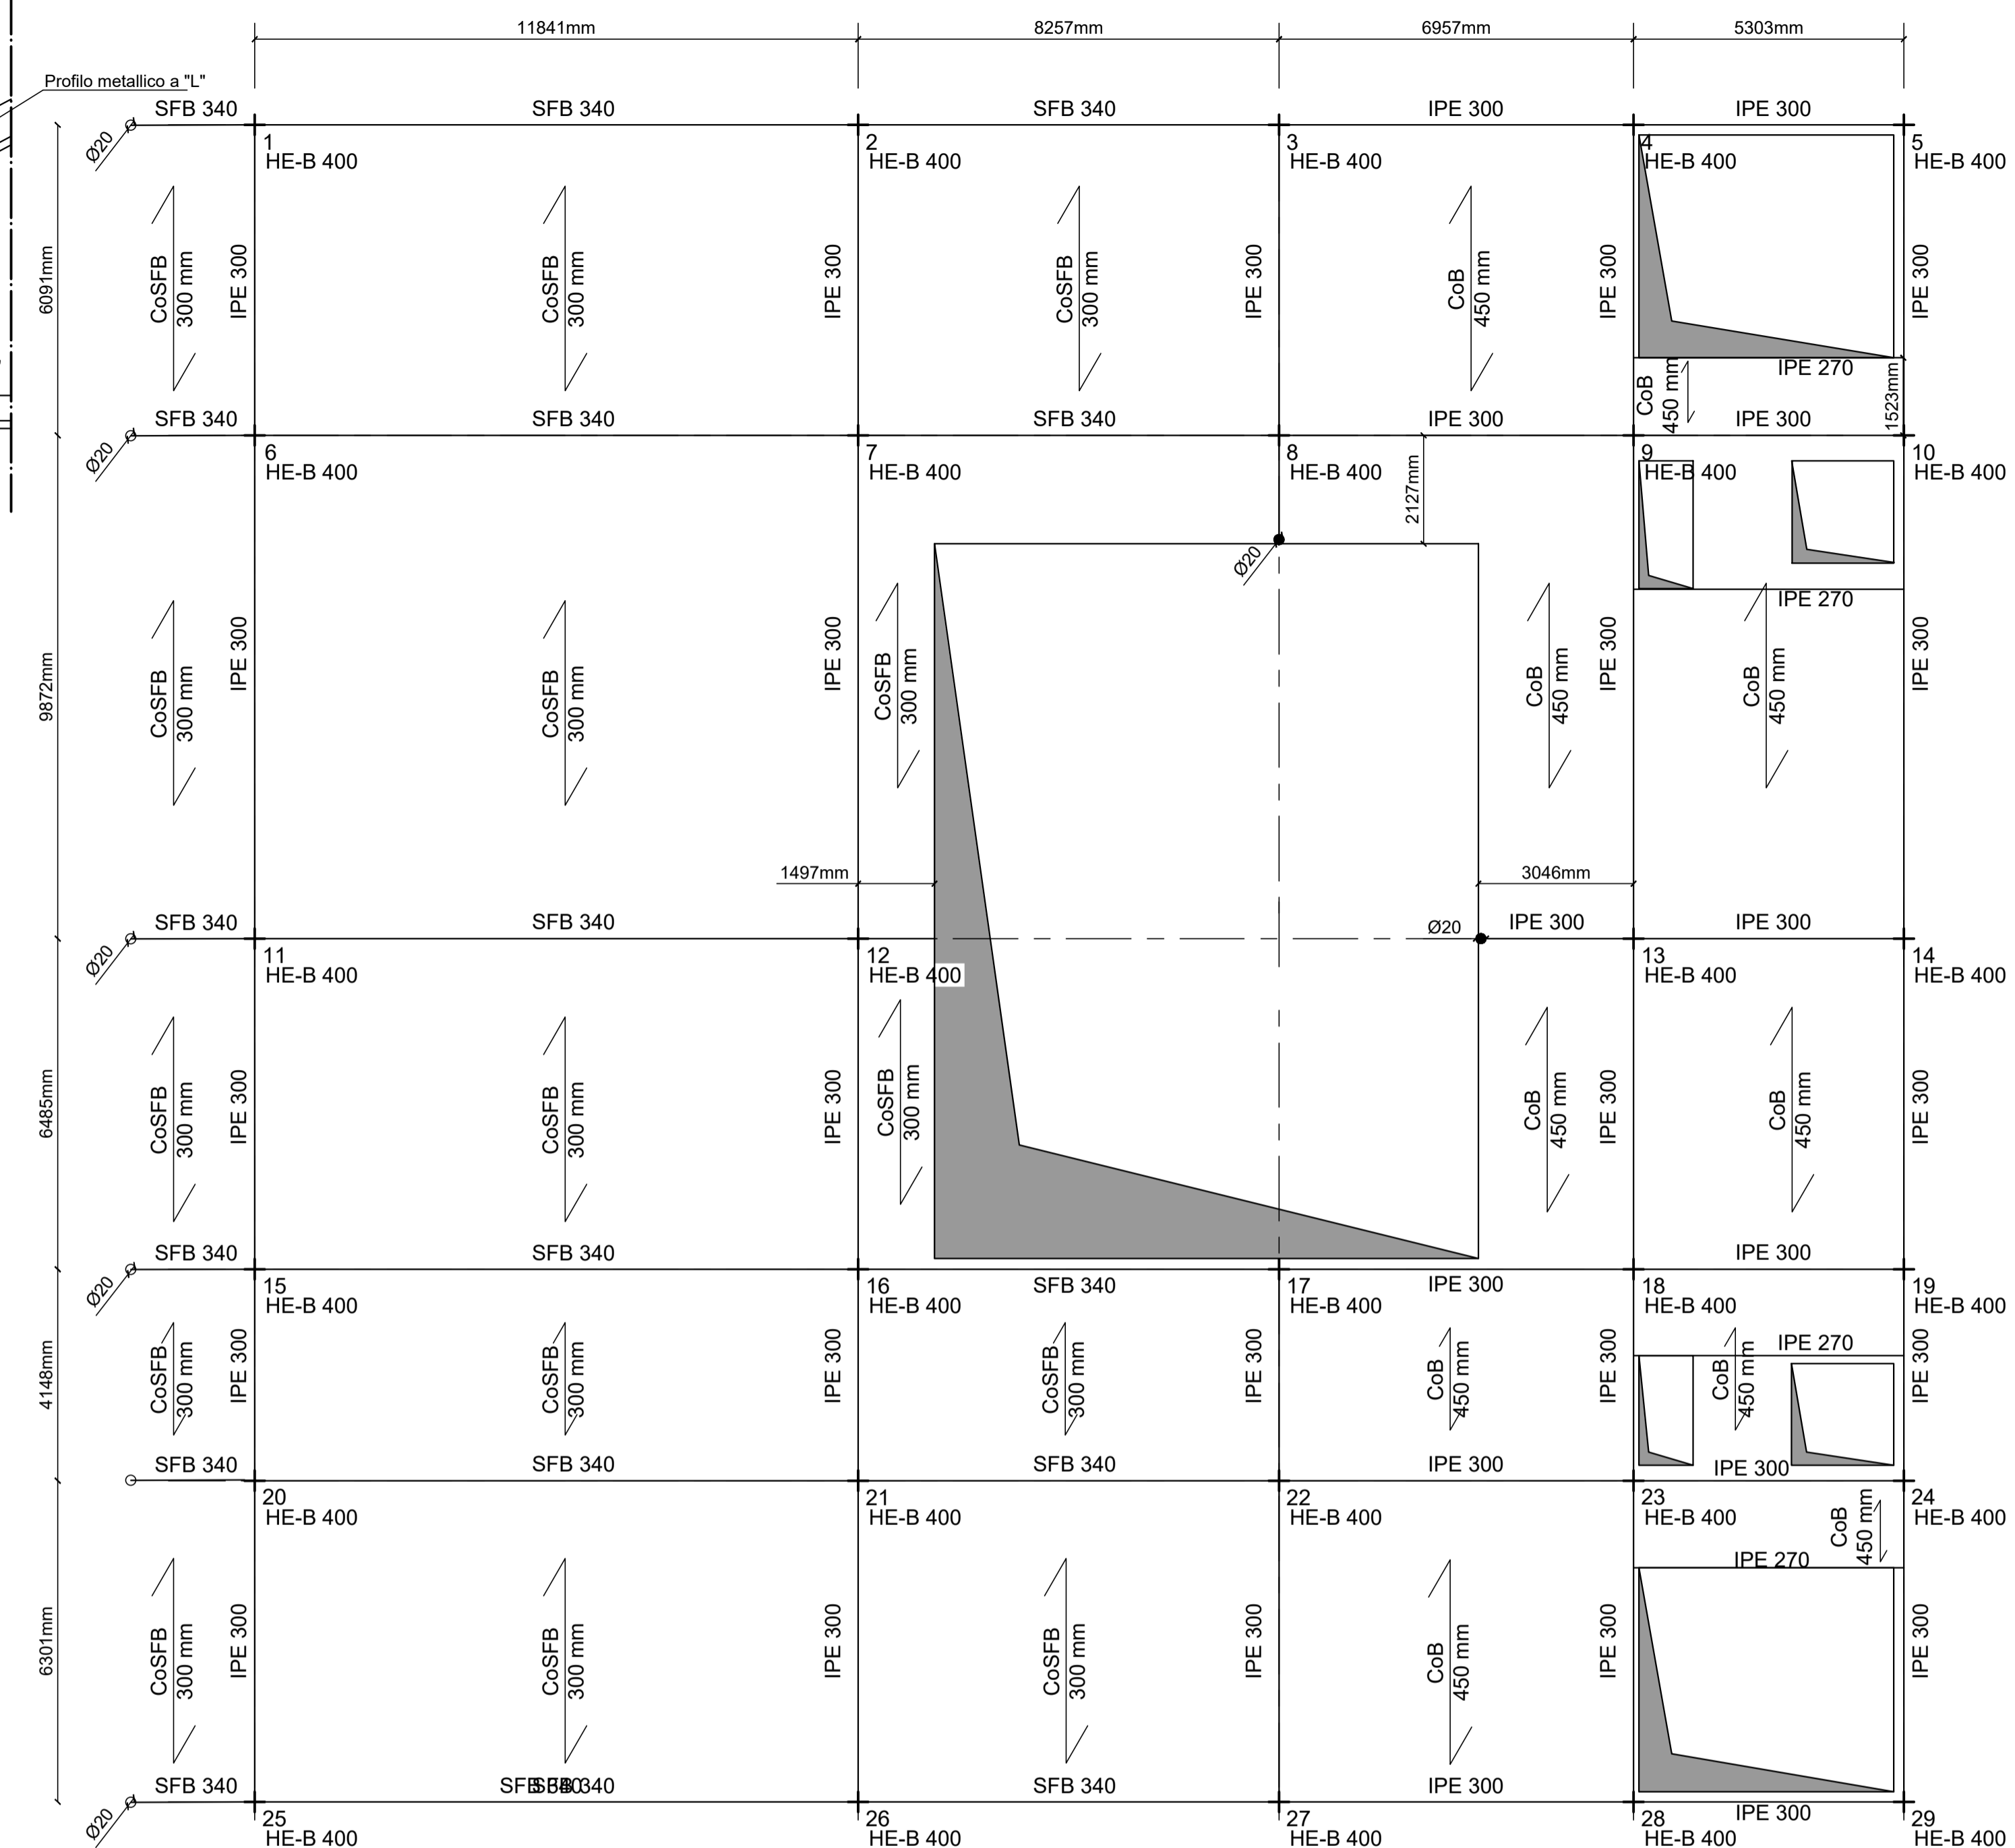 11841mm
8257mm
6957mm
5303mm
Profilo metallico a "L"
SFB 340
SFB 340
SFB 340
IPE 300
IPE 300
Ø20
1
HE-B 400
2
HE-B 400
3
HE-B 400
4
HE-B 400
5
HE-B 400
6091mm
CoSFB
300 mm
IPE 300
CoSFB
300 mm
IPE 300
CoSFB
300 mm
IPE 300
CoB
450 mm
IPE 300
IPE 300
IPE 270
CoB
450 mm
1523mm
SFB 340
SFB 340
SFB 340
IPE 300
IPE 300
Ø20
6
HE-B 400
7
HE-B 400
8
HE-B 400
9
HE-B 400
10
HE-B 400
2127mm
Ø20
IPE 270
9872mm
CoSFB
300 mm
IPE 300
CoSFB
300 mm
IPE 300
CoSFB
300 mm
CoB
450 mm
IPE 300
CoB
450 mm
IPE 300
1497mm
3046mm
SFB 340
SFB 340
Ø20
IPE 300
IPE 300
Ø20
11
HE-B 400
12
HE-B 400
13
HE-B 400
14
HE-B 400
6485mm
CoSFB
300 mm
IPE 300
CoSFB
300 mm
IPE 300
CoSFB
300 mm
CoB
450 mm
IPE 300
CoB
450 mm
IPE 300
SFB 340
SFB 340
SFB 340
IPE 300
IPE 300
Ø20
15
HE-B 400
16
HE-B 400
17
HE-B 400
18
HE-B 400
19
HE-B 400
4148mm
CoSFB
300 mm
IPE 300
CoSFB
300 mm
IPE 300
CoSFB
300 mm
IPE 300
CoB
450 mm
IPE 300
IPE 270
CoB
450 mm
IPE 300
SFB 340
SFB 340
SFB 340
IPE 300
IPE 300
20
HE-B 400
21
HE-B 400
22
HE-B 400
23
HE-B 400
24
HE-B 400
CoB
450 mm
IPE 270
6301mm
CoSFB
300 mm
IPE 300
CoSFB
300 mm
IPE 300
CoSFB
300 mm
IPE 300
CoB
450 mm
IPE 300
IPE 300
SFB 340
SFB 340
SFB 340
SFB 340
IPE 300
IPE 300
Ø20
25
HE-B 400
26
HE-B 400
27
HE-B 400
28
HE-B 400
29
HE-B 400